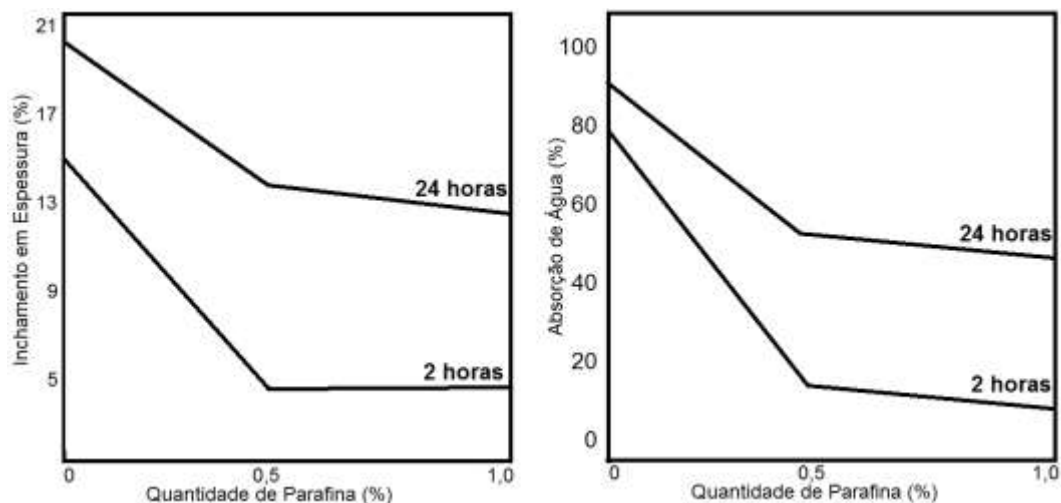 Inchamento em Espessura (%)
21
17
13
9
5
24 horas
2 horas
0
0,5
1,0
Quantidade de Parafina (%)
Absorção de Água (%)
100
80
60
40
20
0
24 horas
2 horas
0
0,5
1,0
Quantidade de Parafina (%)